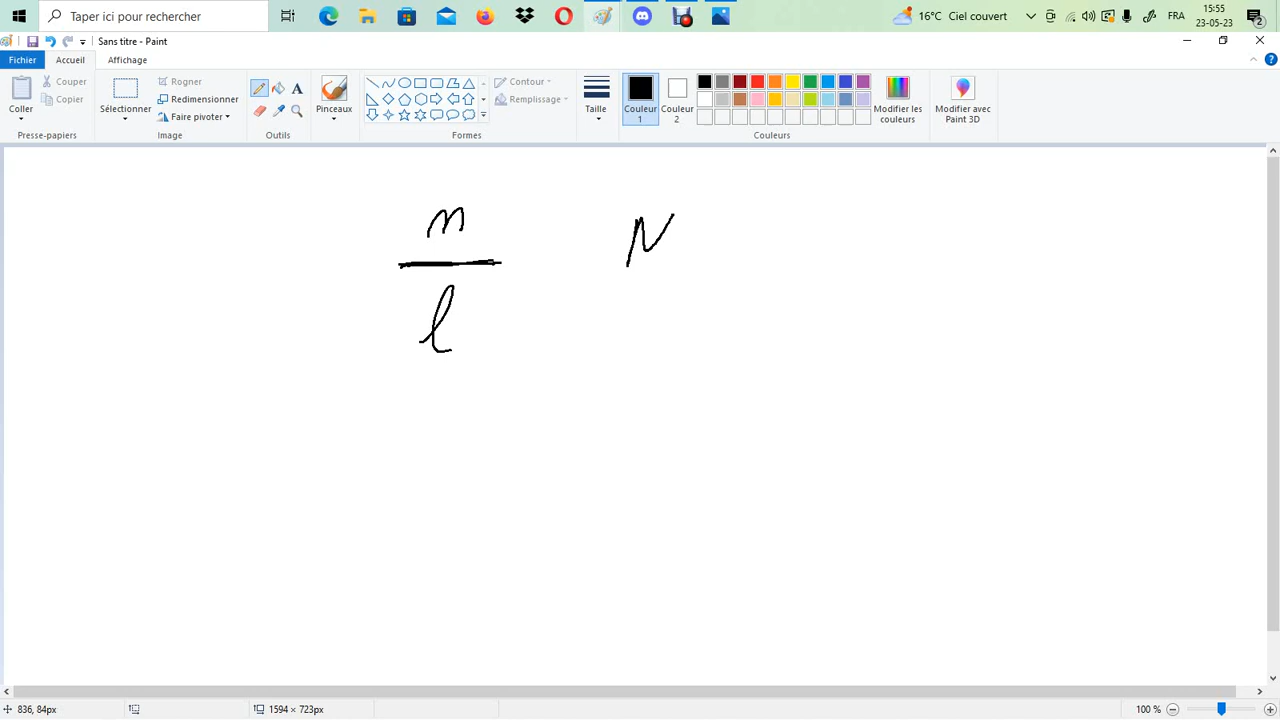 Taper ici pour rechercher
16°C Ciel couvert
FRA
15:55
23-05-23
2
Sans titre - Paint
Fichier Accueil Affichage
Coller
Couper
Copier
Presse-papiers
Sélectionner
Rogner
Redimensionner
Faire pivoter
Image
A
Outils
Pinceaux
Contour
Remplissage
Formes
Taille
Couleur 1
Couleur 2
Modifier les couleurs
Modifier avec Paint 3D
Couleurs
n
N
l
836, 84px
1594 × 723px
100 %